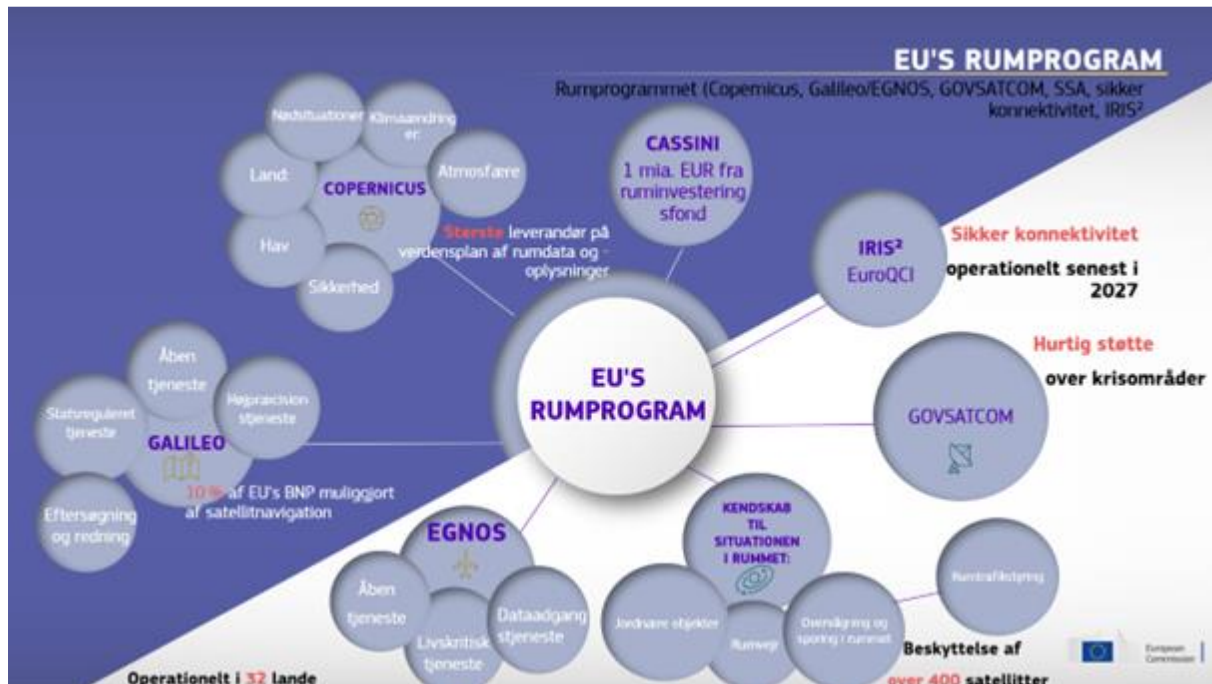 EU'S RUMPROGRAM
Rumprogrammet (Copernicus, Galileo/EGNOS, GOVSATCOM, SSA, sikker
konnektivitet, IRIS²
Nødsituationer
Klimaændring
er:
Land:
Atmosfære
COPERNICUS
Hav
Sikkerhed
Største leverandør på
verdensplan af rumdata og -
oplysninger
CASSINI
1 mia. EUR fra
ruminvestering
sfond
IRIS²
EuroQCI
Sikker konnektivitet
operationelt senest i
2027
Hurtig støtte
over krisområder
GOVSATCOM
EU'S
RUMPROGRAM
Åben
tjeneste
Statsreguleret
tjeneste
Højpræcision
stjeneste
GALILEO
10 % af EU's BNP muliggjort
af satellitnavigation
Eftersøgning
og redning
EGNOS
Åben
tjeneste
Livskritisk
tjeneste
Dataadgang
stjeneste
Operationelt i 32 lande
KENDSKAB
TIL
SITUATIONEN
I RUMMET:
Jordnære objekter
Rumvejr
Overvågning og
sporing i rummet
Rumtrafikstyring
Beskyttelse af
over 400 satellitter
European
Commission